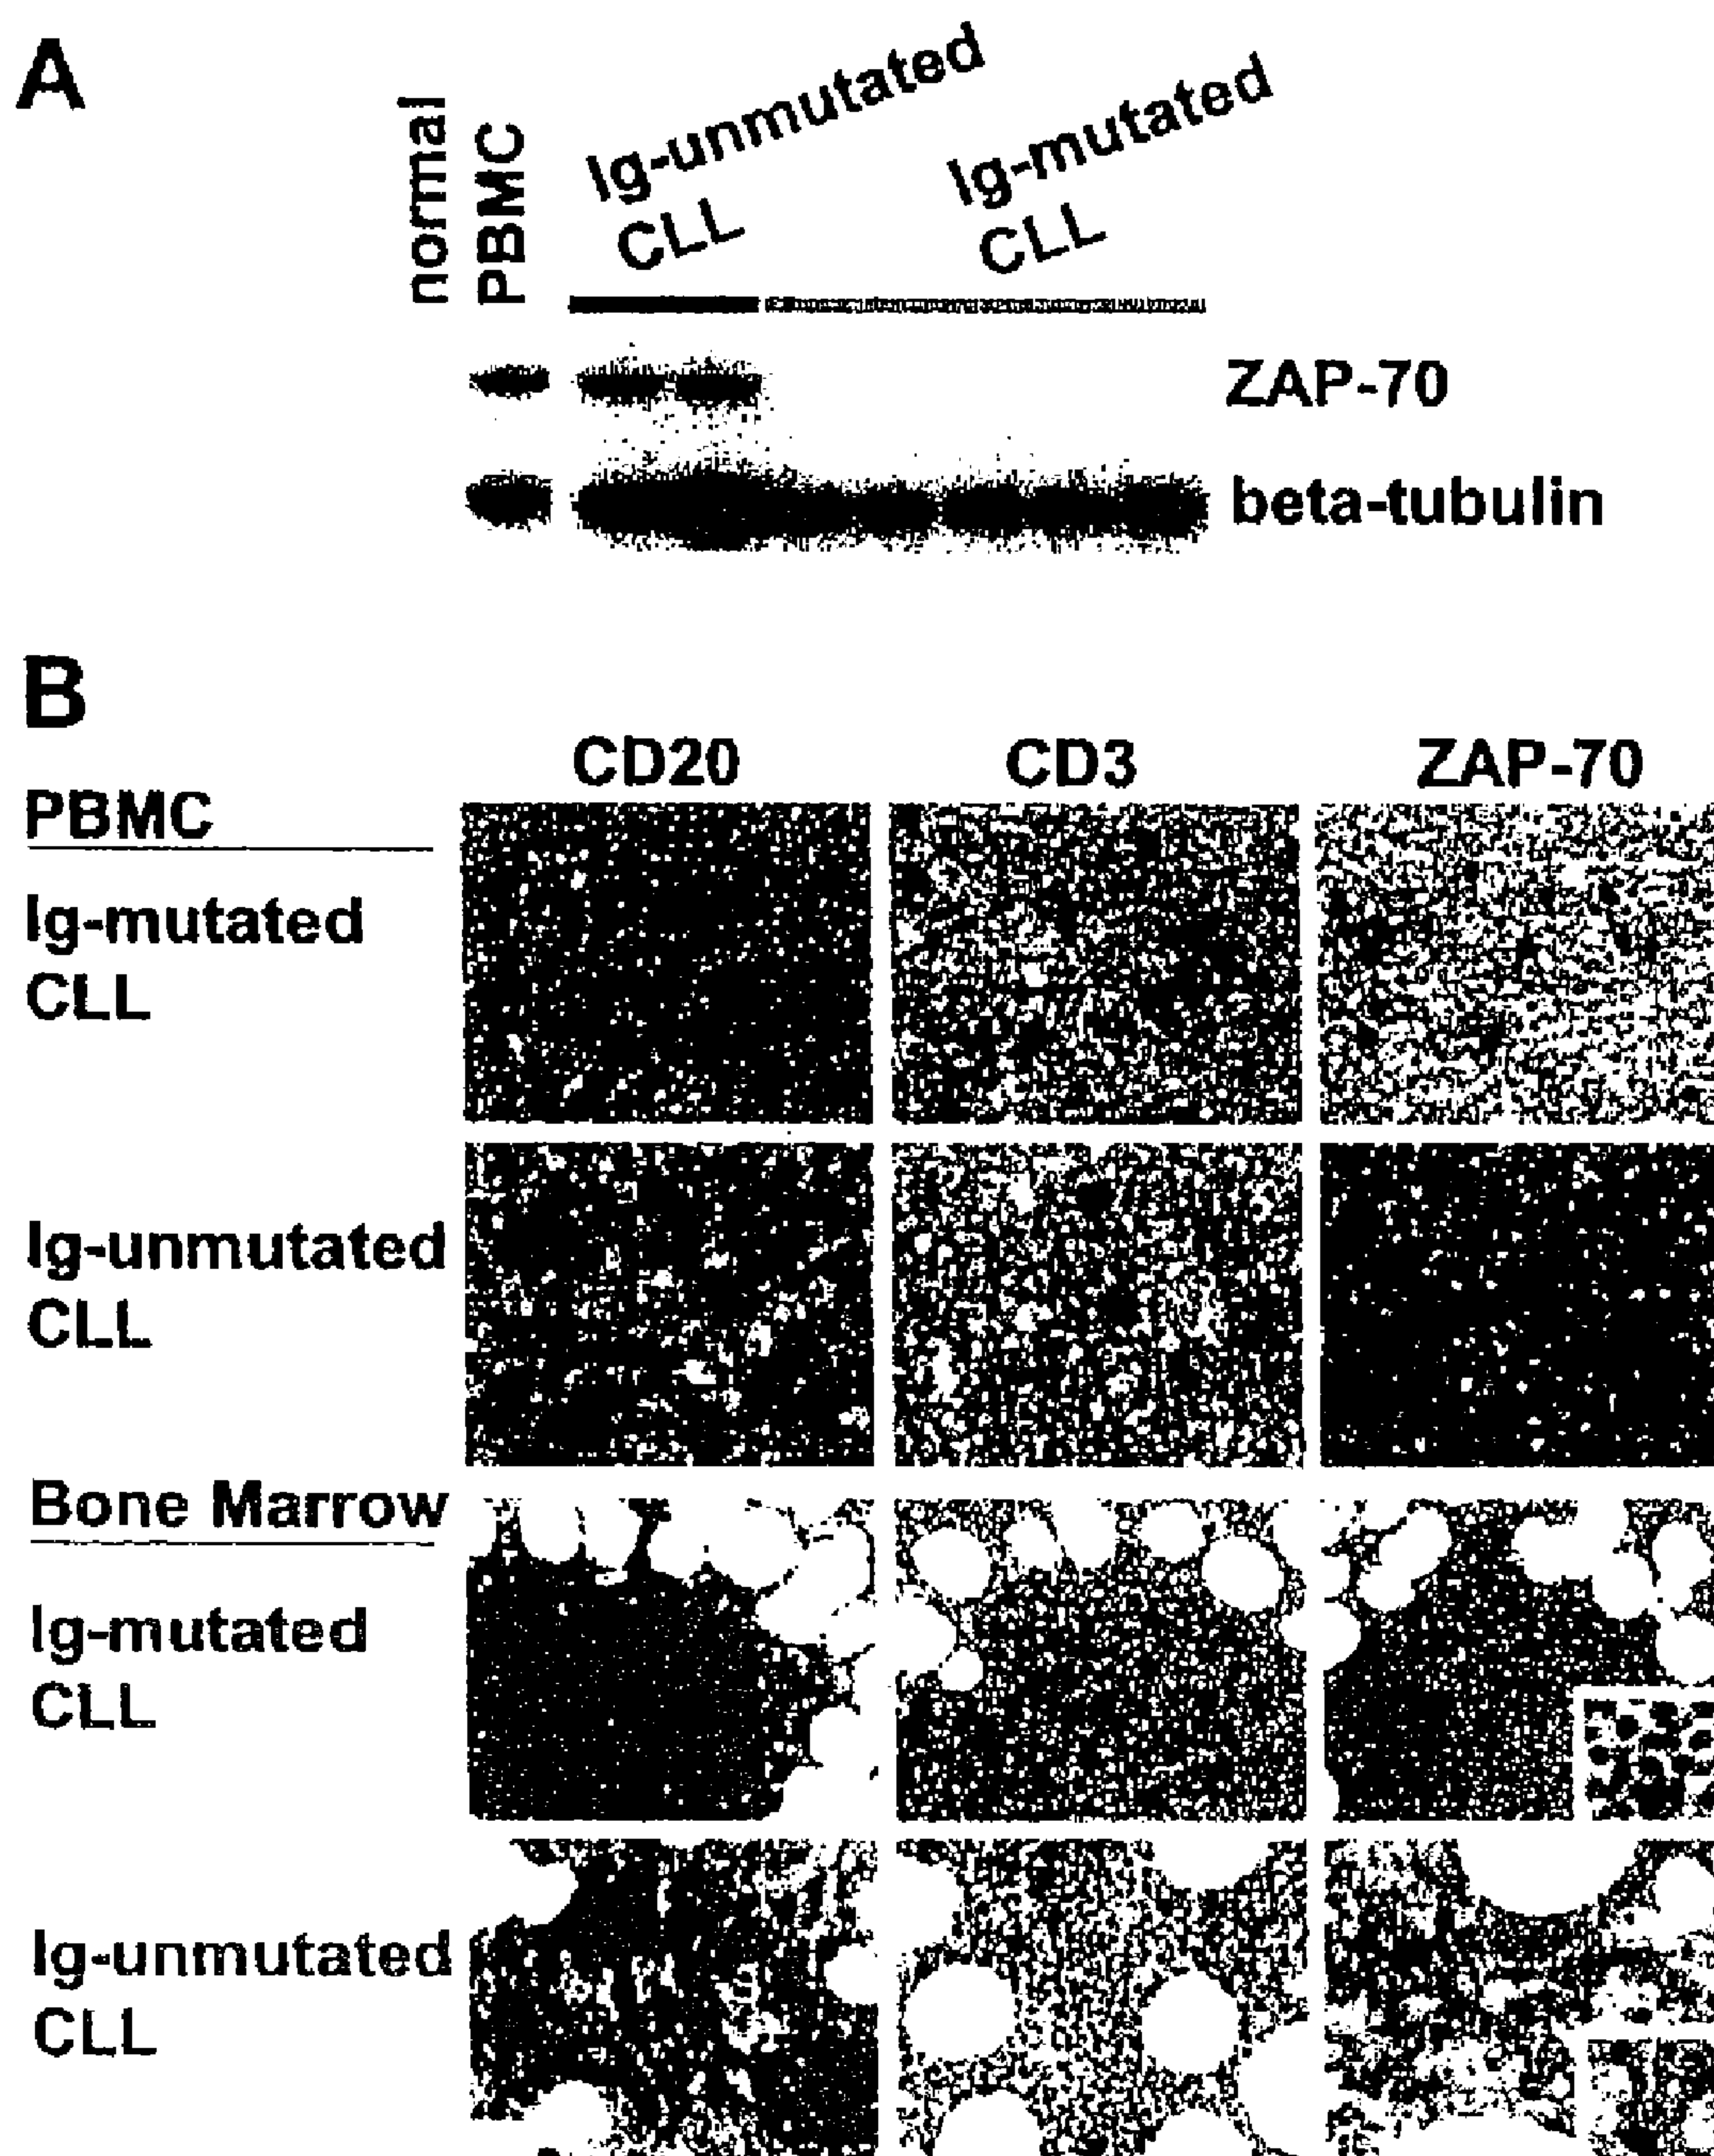 A
normal
PBMC
Ig-unmutated
CLL
Ig-mutated
CLL
ZAP-70
beta-tubulin
B
CD20
CD3
ZAP-70
PBMC
Ig-mutated
CLL
Ig-unmutated
CLL
Bone Marrow
Ig-mutated
CLL
Ig-unmutated
CLL